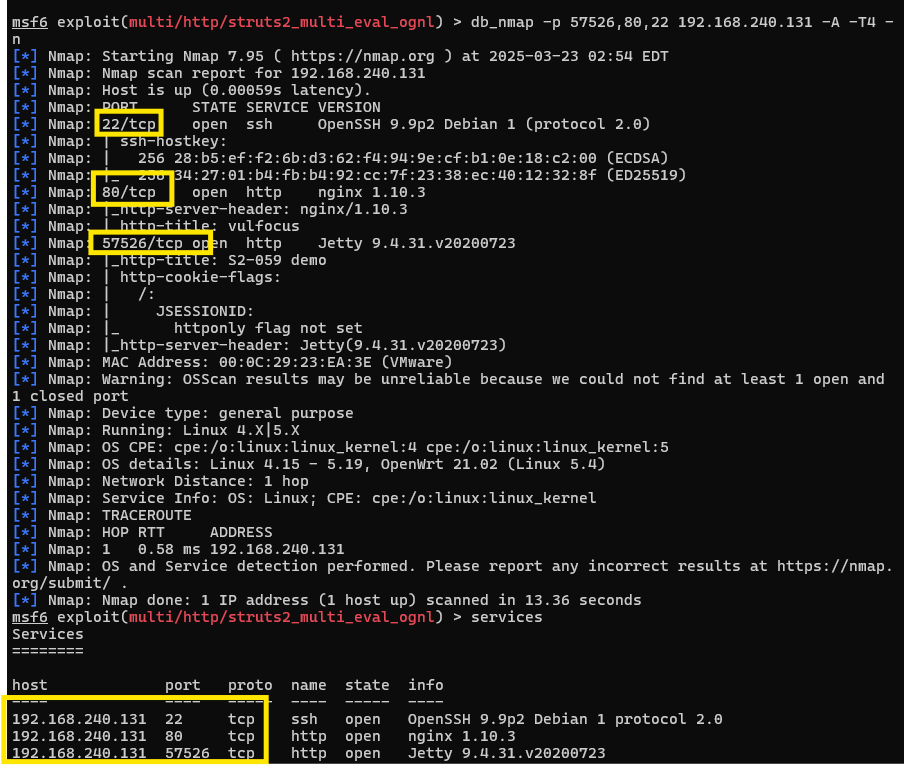 msf6 exploit(multi/http/struts2_multi_eval_ognl) > db_nmap -p 57526,80,22 192.168.240.131 -A -T4 -
n
[*] Nmap: Starting Nmap 7.95 ( https://nmap.org ) at 2025-03-23 02:54 EDT
[*] Nmap: Nmap scan report for 192.168.240.131
[*] Nmap: Host is up (0.00059s latency).
[*] Nmap: PORT      STATE SERVICE VERSION
[*] Nmap: 22/tcp    open  ssh     OpenSSH 9.9p2 Debian 1 (protocol 2.0)
[*] Nmap: | ssh-hostkey:
[*] Nmap: |   256 28:b5:ef:f2:6b:d3:62:f4:94:9e:cf:b1:0e:18:c2:00 (ECDSA)
[*] Nmap: |_  256 34:27:01:b4:fb:b4:92:cc:7f:23:38:ec:40:12:32:8f (ED25519)
[*] Nmap: 80/tcp    open  http    nginx 1.10.3
[*] Nmap: |_http-server-header: nginx/1.10.3
[*] Nmap: |_http-title: vulfocus
[*] Nmap: 57526/tcp open  http    Jetty 9.4.31.v20200723
[*] Nmap: |_http-title: S2-059 demo
[*] Nmap: | http-cookie-flags:
[*] Nmap: |   /:
[*] Nmap: |     JSESSIONID:
[*] Nmap: |_      httponly flag not set
[*] Nmap: |_http-server-header: Jetty(9.4.31.v20200723)
[*] Nmap: MAC Address: 00:0C:29:23:EA:3E (VMware)
[*] Nmap: Warning: OSScan results may be unreliable because we could not find at least 1 open and
1 closed port
[*] Nmap: Device type: general purpose
[*] Nmap: Running: Linux 4.X|5.X
[*] Nmap: OS CPE: cpe:/o:linux:linux_kernel:4 cpe:/o:linux:linux_kernel:5
[*] Nmap: OS details: Linux 4.15 - 5.19, OpenWrt 21.02 (Linux 5.4)
[*] Nmap: Network Distance: 1 hop
[*] Nmap: Service Info: OS: Linux; CPE: cpe:/o:linux:linux_kernel
[*] Nmap: TRACEROUTE
[*] Nmap: HOP RTT     ADDRESS
[*] Nmap: 1   0.58 ms 192.168.240.131
[*] Nmap: OS and Service detection performed. Please report any incorrect results at https://nmap.
org/submit/ .
[*] Nmap: Nmap done: 1 IP address (1 host up) scanned in 13.36 seconds
msf6 exploit(multi/http/struts2_multi_eval_ognl) > services
Services
========
host             port   proto  name  state  info
----             ----   -----  ----  -----  ----
192.168.240.131  22     tcp    ssh   open   OpenSSH 9.9p2 Debian 1 protocol 2.0
192.168.240.131  80     tcp    http  open   nginx 1.10.3
192.168.240.131  57526  tcp    http  open   Jetty 9.4.31.v20200723